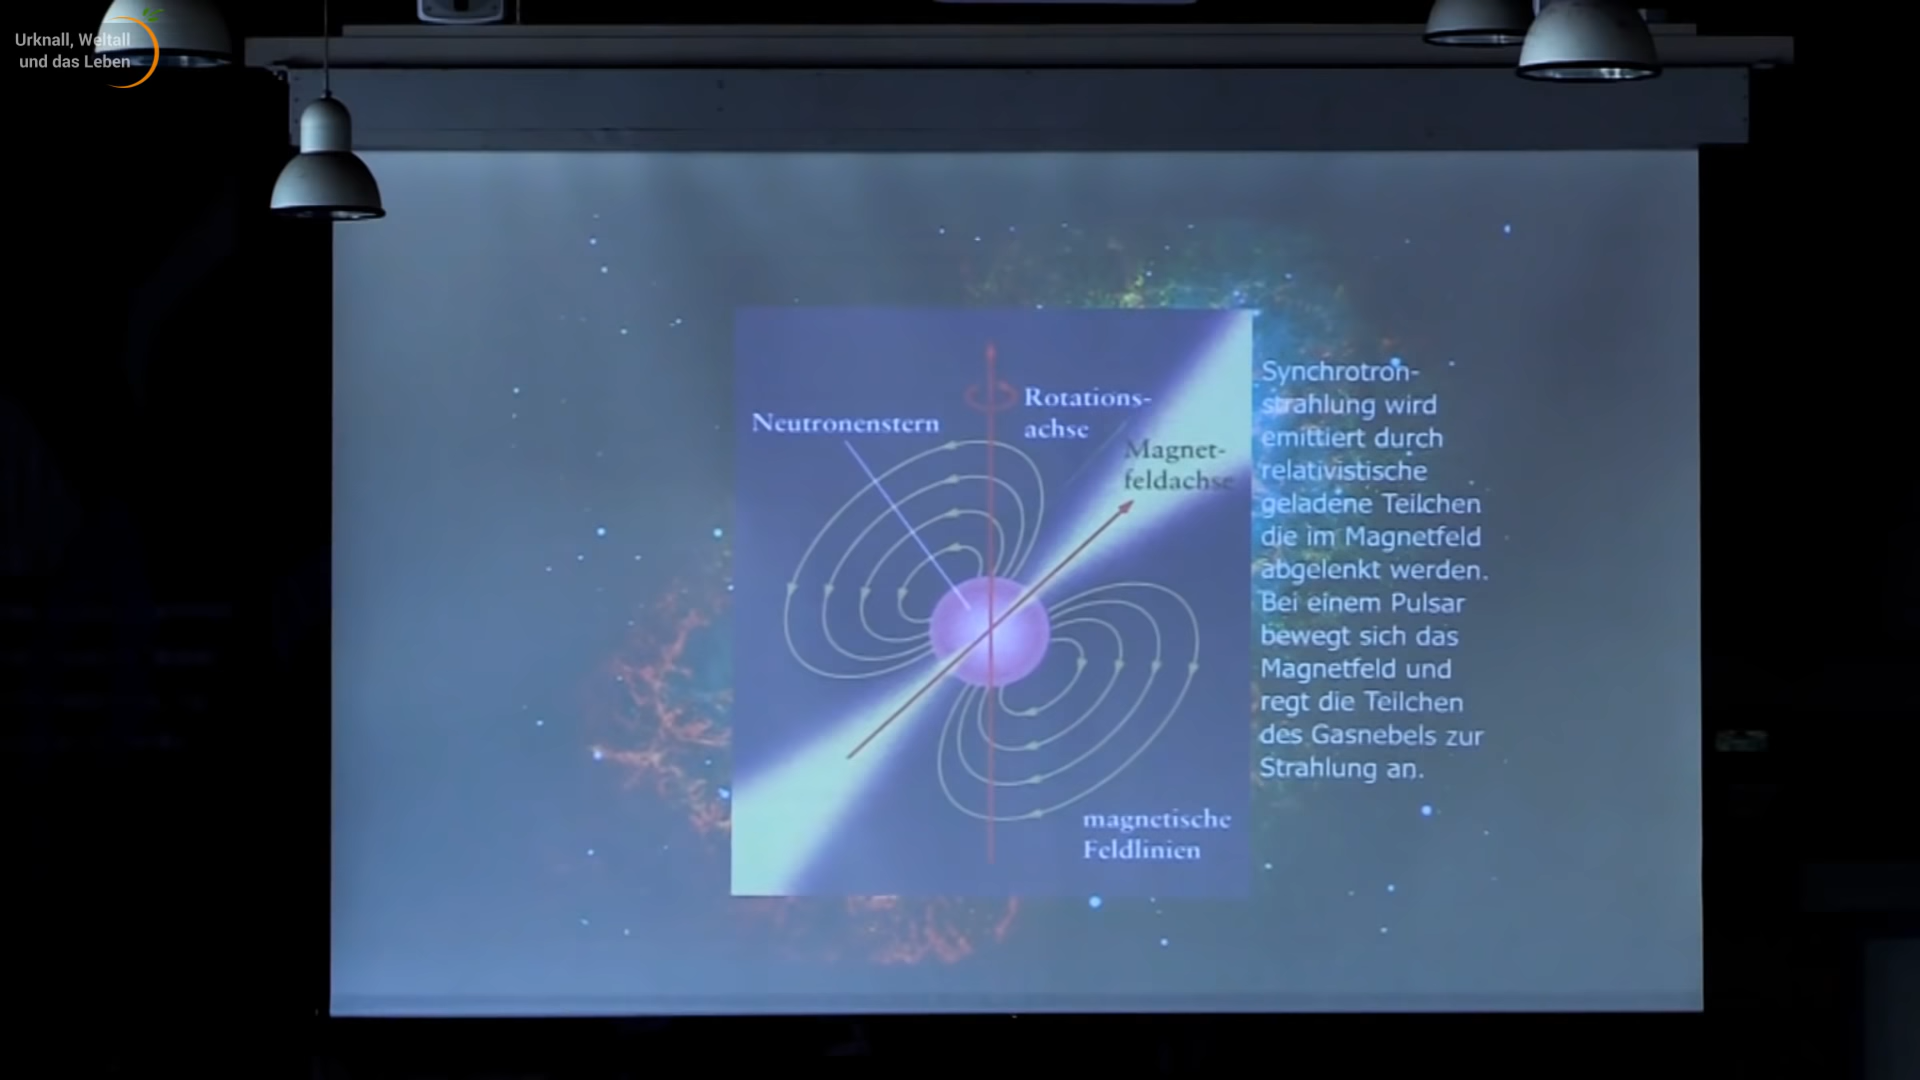 Urknall, Weltall
und das Leben
Neutronenstern
Rotations-
achse
Magnet-
feldachse
magnetische
Feldlinien
Synchrotron-
strahlung wird
emittiert durch
relativistische
geladene Teilchen
die im Magnetfeld
abgelenkt werden.
Bei einem Pulsar
bewegt sich das
Magnetfeld und
regt die Teilchen
des Gasnebels zur
Strahlung an.